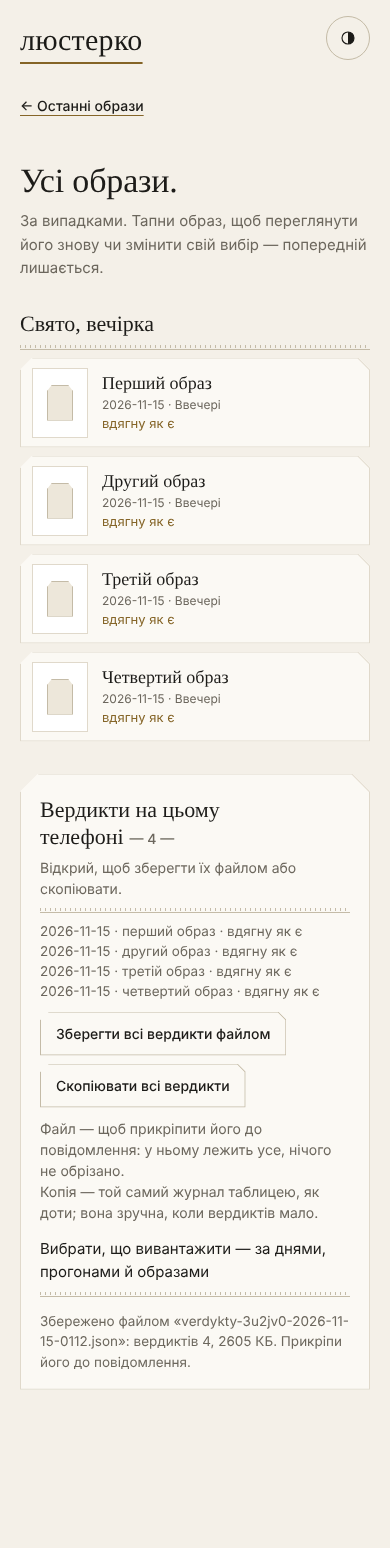 люстерко
← Останні образи
Усі образи.
За випадками. Тапни образ, щоб переглянути
його знову чи змінити свій вибір — попередній
лишається.
Свято, вечірка
Перший образ
2026-11-15 · Ввечері
вдягну як є
Другий образ
2026-11-15 · Ввечері
вдягну як є
Третій образ
2026-11-15 · Ввечері
вдягну як є
Четвертий образ
2026-11-15 · Ввечері
вдягну як є
Вердикти на цьому
телефоні — 4 —
Відкрий, щоб зберегти їх файлом або
скопіювати.
2026-11-15 · перший образ · вдягну як є
2026-11-15 · другий образ · вдягну як є
2026-11-15 · третій образ · вдягну як є
2026-11-15 · четвертий образ · вдягну як є
Зберегти всі вердикти файлом
Скопіювати всі вердикти
Файл — щоб прикріпити його до
повідомлення: у ньому лежить усе, нічого
не обрізано.
Копія — той самий журнал таблицею, як
доти; вона зручна, коли вердиктів мало.
Вибрати, що вивантажити — за днями,
прогонами й образами
Збережено файлом «verdykty-3u2jv0-2026-11-
15-0112.json»: вердиктів 4, 2605 КБ. Прикріпи
його до повідомлення.